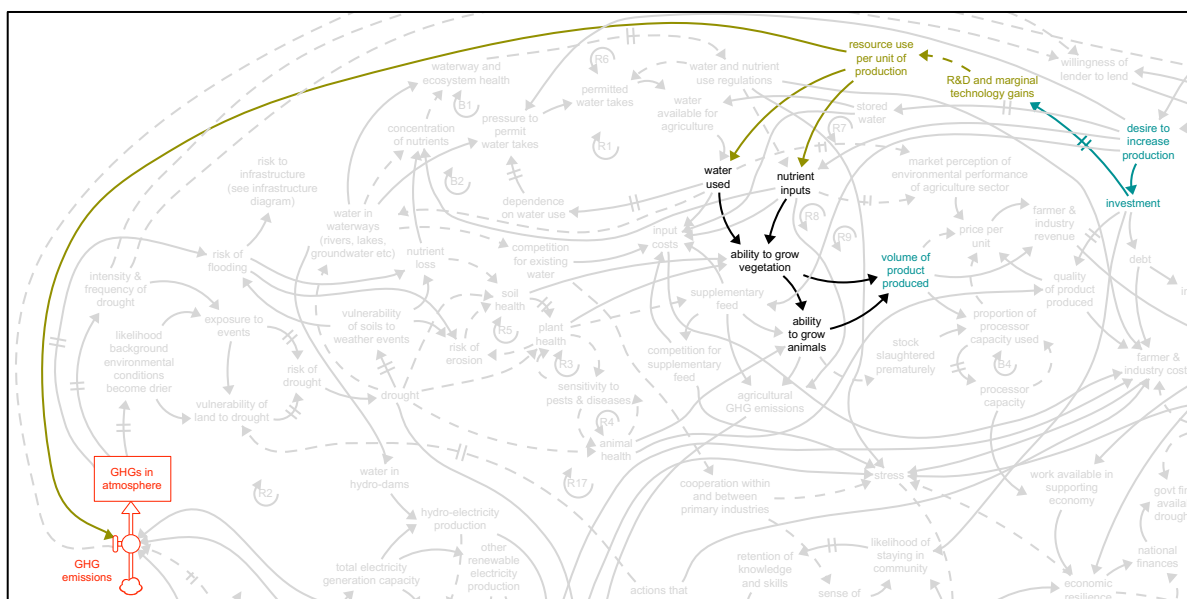 resource use
per unit of
production
willingness of
lender to lend
R&D and marginal
technology gains
waterway and
ecosystem health
R6
water and nutrient
use regulations
permitted
water takes
B1
water
available for
agriculture
stored
water
pressure to
permit
water takes
concentration
of nutrients
R1
R7
desire to
increase
production
risk to
infrastructure
(see infrastructure
diagram)
B2
water
used
nutrient
inputs
market perception of
environmental performance
of agriculture sector
dependence
on water use
investment
water in
waterways
(rivers, lakes,
groundwater etc)
R8
R9
input
costs
price per
unit
farmer &
industry
revenue
risk of
flooding
nutrient
loss
competition
for existing
water
ability to grow
vegetation
volume of
product
produced
debt
intensity &
frequency of
drought
quality
of product
produced
in
soil
health
supplementary
feed
exposure to
events
vulnerability
of soils to
weather events
R5
plant
health
ability
to grow
animals
proportion of
processor
capacity used
likelihood
background
environmental
conditions
become drier
risk of
erosion
R3
competition for
supplementary
feed
stock
slaughtered
prematurely
B4
farmer &
industry costs
risk of
drought
drought
sensitivity to
pests & diseases
agricultural
GHG emissions
processor
capacity
vulnerability
of land to drought
R4
animal
health
GHGs in
atmosphere
R2
water in
hydro-dams
R17
cooperation within
and between
primary industries
stress
work available in
supporting
economy
govt fin
availa
drough
hydro-electricity
production
GHG
emissions
total electricity
generation capacity
other
renewable
electricity
production
actions that
retention of
knowledge
and skills
sense of
likelihood of
staying in
community
national
finances
economic
resilience